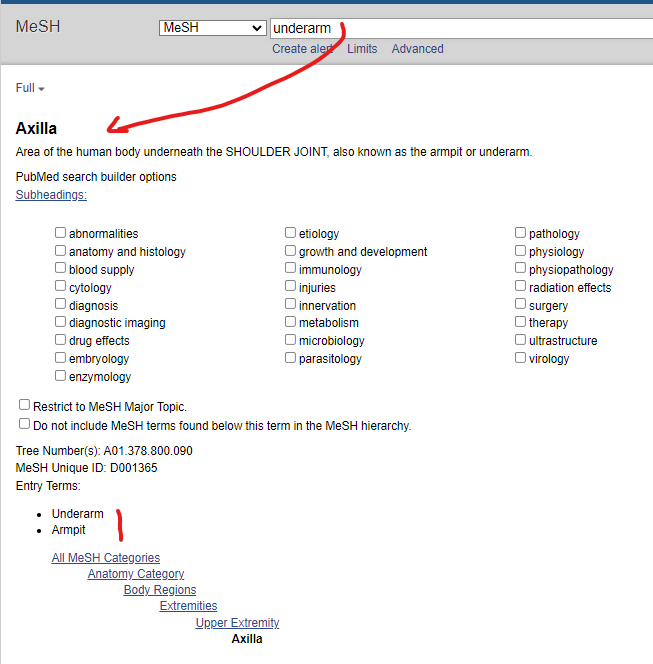 MeSH MeSH underarm
Create alert Limits Advanced
Full
Axilla
Area of the human body underneath the SHOULDER JOINT, also known as the armpit or underarm.
PubMed search builder options
Subheadings:
abnormalities etiology pathology
anatomy and histology growth and development physiology
blood supply immunology physiopathology
cytology injuries radiation effects
diagnosis innervation surgery
diagnostic imaging metabolism therapy
drug effects microbiology ultrastructure
embryology parasitology virology
enzymology
Restrict to MeSH Major Topic.
Do not include MeSH terms found below this term in the MeSH hierarchy.
Tree Number(s): A01.378.800.090
MeSH Unique ID: D001365
Entry Terms:
Underarm
Armpit
All MeSH Categories
Anatomy Category
Body Regions
Extremities
Upper Extremity
Axilla